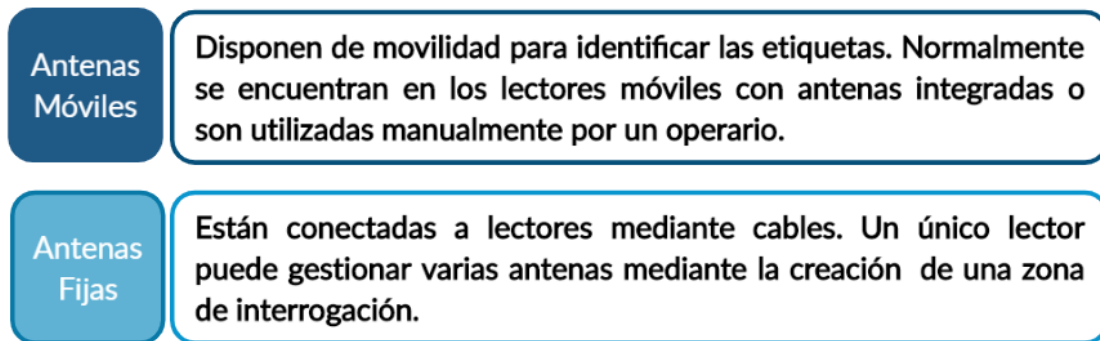 Antenas
Móviles
Disponen de movilidad para identificar las etiquetas. Normalmente
se encuentran en los lectores móviles con antenas integradas o
son utilizadas manualmente por un operario.
Antenas
Fijas
Están conectadas a lectores mediante cables. Un único lector
puede gestionar varias antenas mediante la creación de una zona
de interrogación.